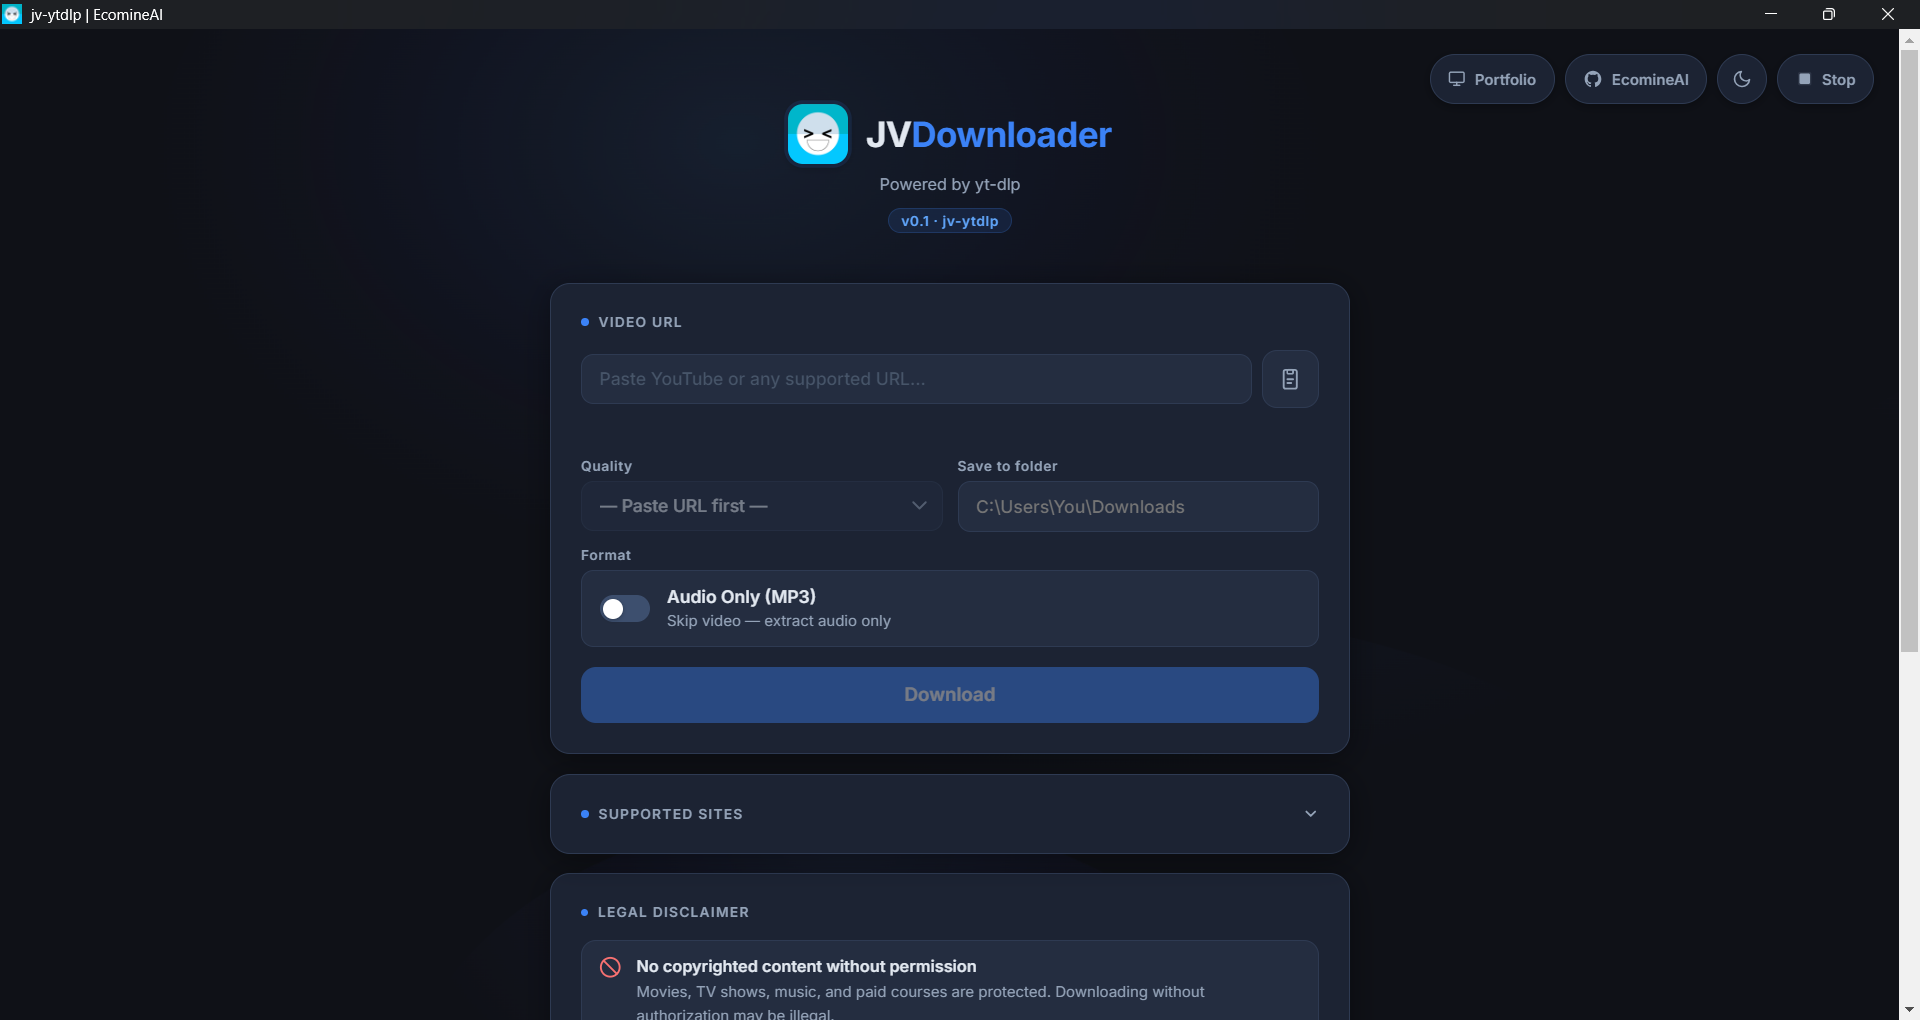 jv-ytdlp | EcomineAI
Portfolio
EcomineAI
Stop
JVDownloader
Powered by yt-dlp
v0.1 · jv-ytdlp
VIDEO URL
Paste YouTube or any supported URL...
Quality
Save to folder
— Paste URL first —
C:\Users\You\Downloads
Format
Audio Only (MP3)
Skip video — extract audio only
Download
SUPPORTED SITES
LEGAL DISCLAIMER
No copyrighted content without permission
Movies, TV shows, music, and paid courses are protected. Downloading without
authorization may be illegal.